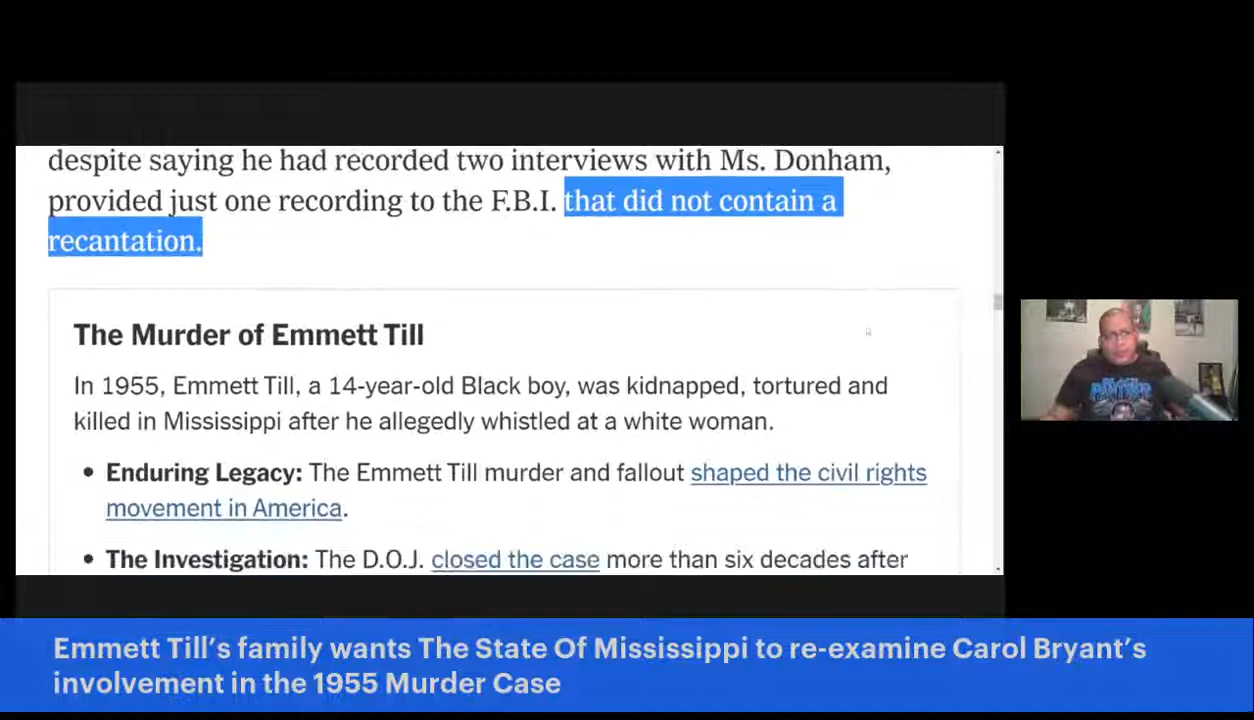 despite saying he had recorded two interviews with Ms. Donham,
provided just one recording to the F.B.I. that did not contain a
recantation.
The Murder of Emmett Till
In 1955, Emmett Till, a 14-year-old Black boy, was kidnapped, tortured and
killed in Mississippi after he allegedly whistled at a white woman.
• Enduring Legacy: The Emmett Till murder and fallout shaped the civil rights
movement in America.
• The Investigation: The D.O.J. closed the case more than six decades after
Emmett Till’s family wants The State Of Mississippi to re-examine Carol Bryant’s
involvement in the 1955 Murder Case